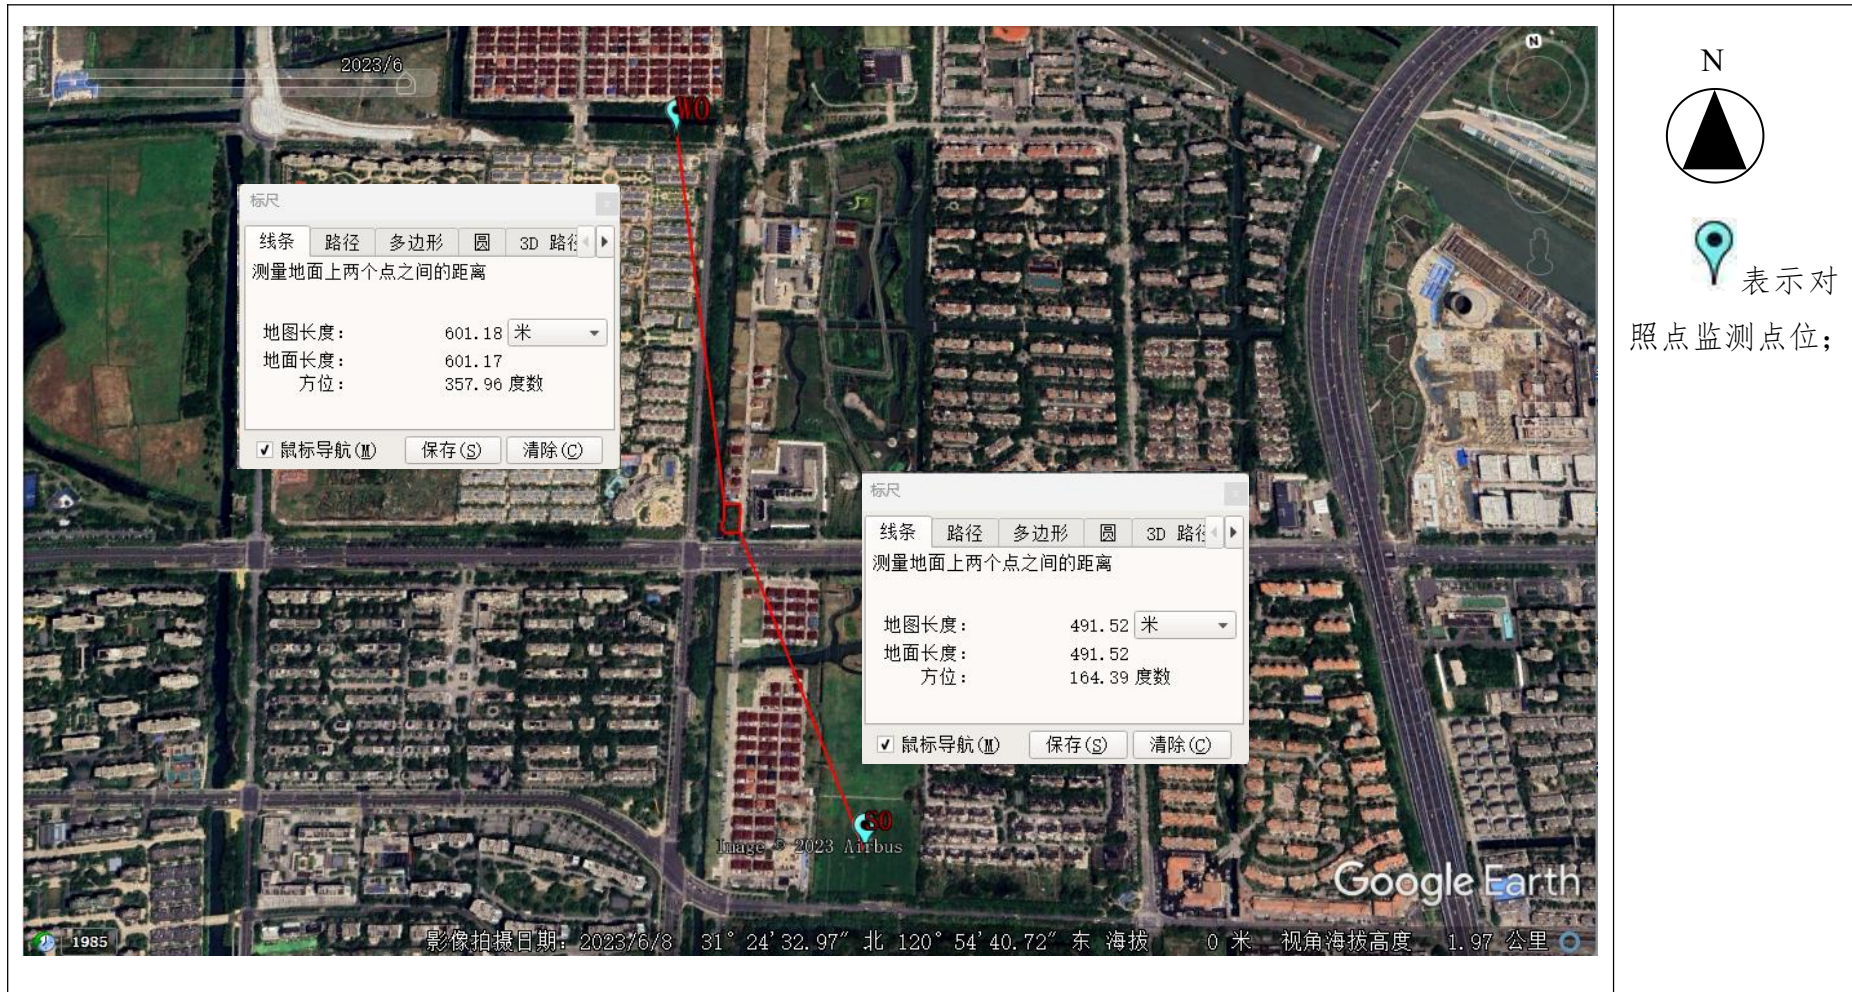 2023/6
W0
N
标尺
线条 路径 多边形 圆 3D 路径
测量地面上两个点之间的距离
地图长度： 601.18 米
地面长度： 601.17
方位： 357.96 度数
鼠标导航(M) 保存(S) 清除(C)
标尺
线条 路径 多边形 圆 3D 路径
测量地面上两个点之间的距离
地图长度： 491.52 米
地面长度： 491.52
方位： 164.39 度数
鼠标导航(M) 保存(S) 清除(C)
S0
Image © 2023 Airbus
Google Earth
1985
影像拍摄日期: 2023/6/8 31°24'32.97″ 北 120°54'40.72″ 东 海拔 0 米 视角海拔高度 1.97 公里
N
表示对
照点监测点位；